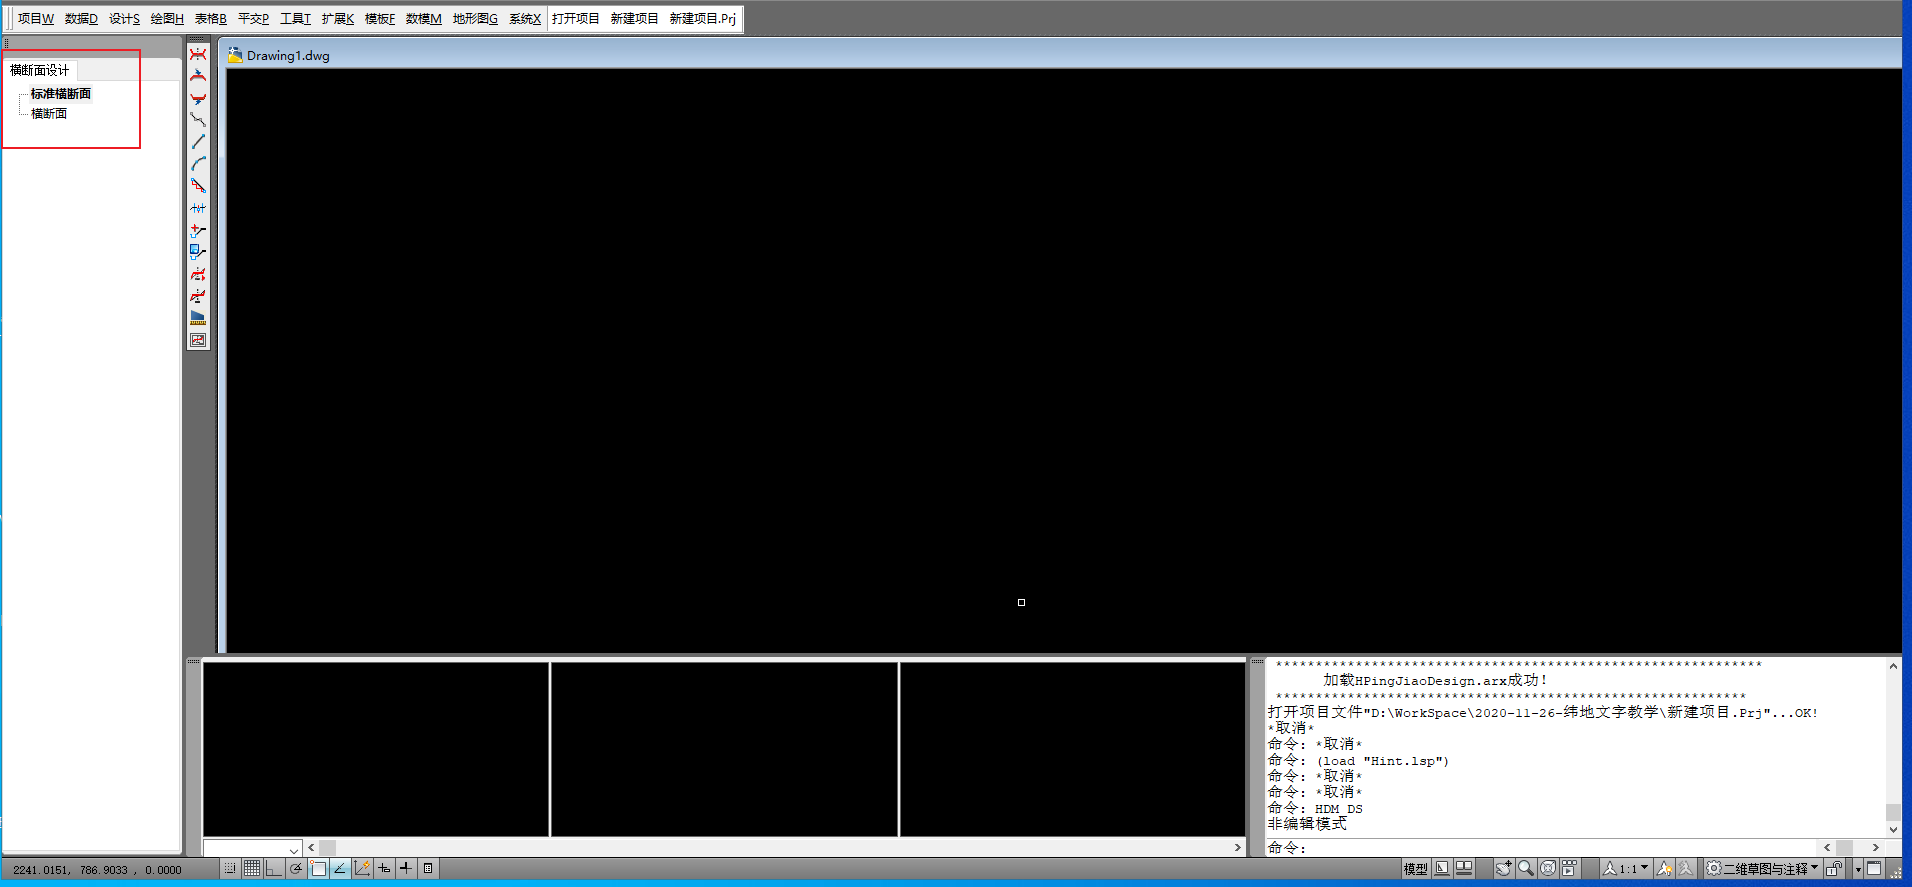 项目W 数据D 设计S 绘图H 表格B 平交P 工具T 扩展K 模板F 数模M 地形图G 系统X 打开项目 新建项目 新建项目.Prj
横断面设计
标准横断面
横断面
Drawing1.dwg
*************************************************************
加载HPingJiaoDesign.arx成功!
***********************************************************
打开项目文件"D:\WorkSpace\2020-11-26-纬地文字教学\新建项目.Prj"...OK!
*取消*
命令: *取消*
命令: (load "Hint.lsp")
命令: *取消*
命令: *取消*
命令: HDM_DS
非编辑模式
命令:
2241.0151, 786.9033 , 0.0000
模型
1:1
二维草图与注释